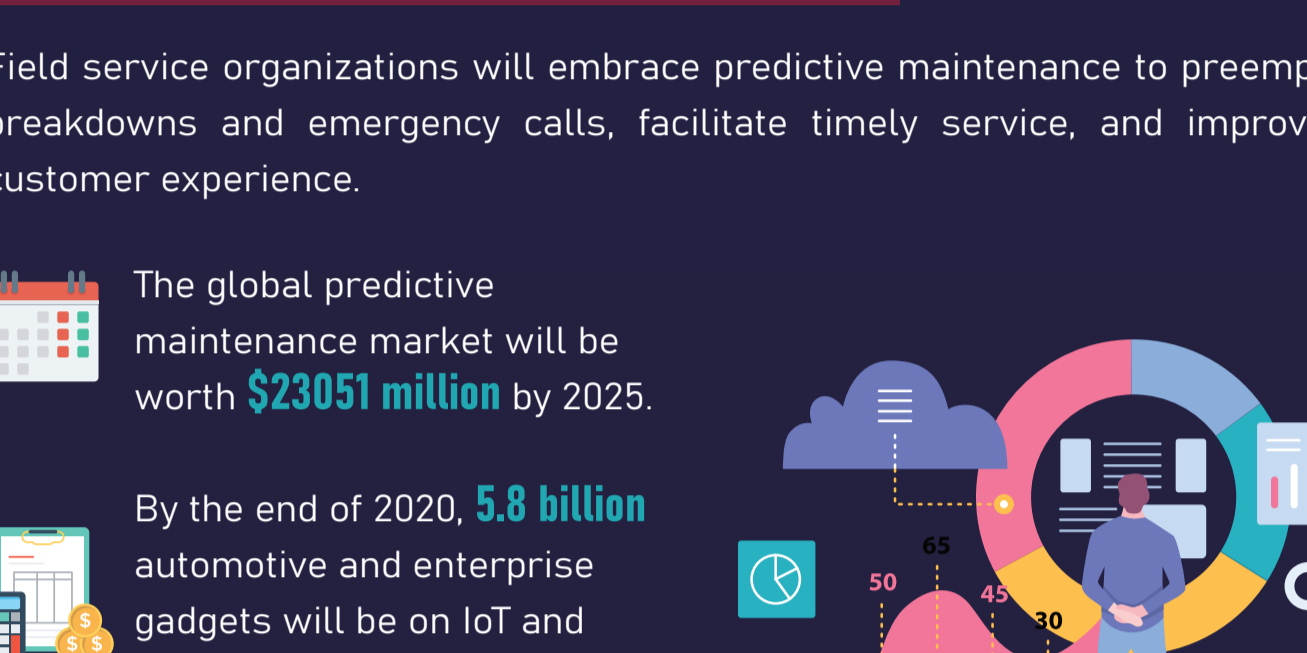 Field service organizations will embrace predictive maintenance to preemp
breakdowns and emergency calls, facilitate timely service, and improv
customer experience.
The global predictive
maintenance market will be
worth $23051 million by 2025.
By the end of 2020, 5.8 billion
automotive and enterprise
gadgets will be on IoT and
65
50
45
30
$
$ $